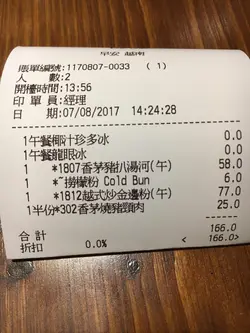 早安 越南
賬單編號:1170807-0033 ( 1)
人 數:2
開檯時間:13:56
印單員:經理
日 期:07/08/2017 14:24:28
1午餐椰汁珍多冰 0.0
1午餐龍眼冰 0.0
1 *1807香茅豬扒湯河(午) 58.0
1 *~撈檬粉 Cold Bun 6.0
1 *1812越式炒金邊粉(午) 77.0
1半份*302香茅燒豬頸肉 25.0
166.0
合計 < 166.0>
折扣 0.0%